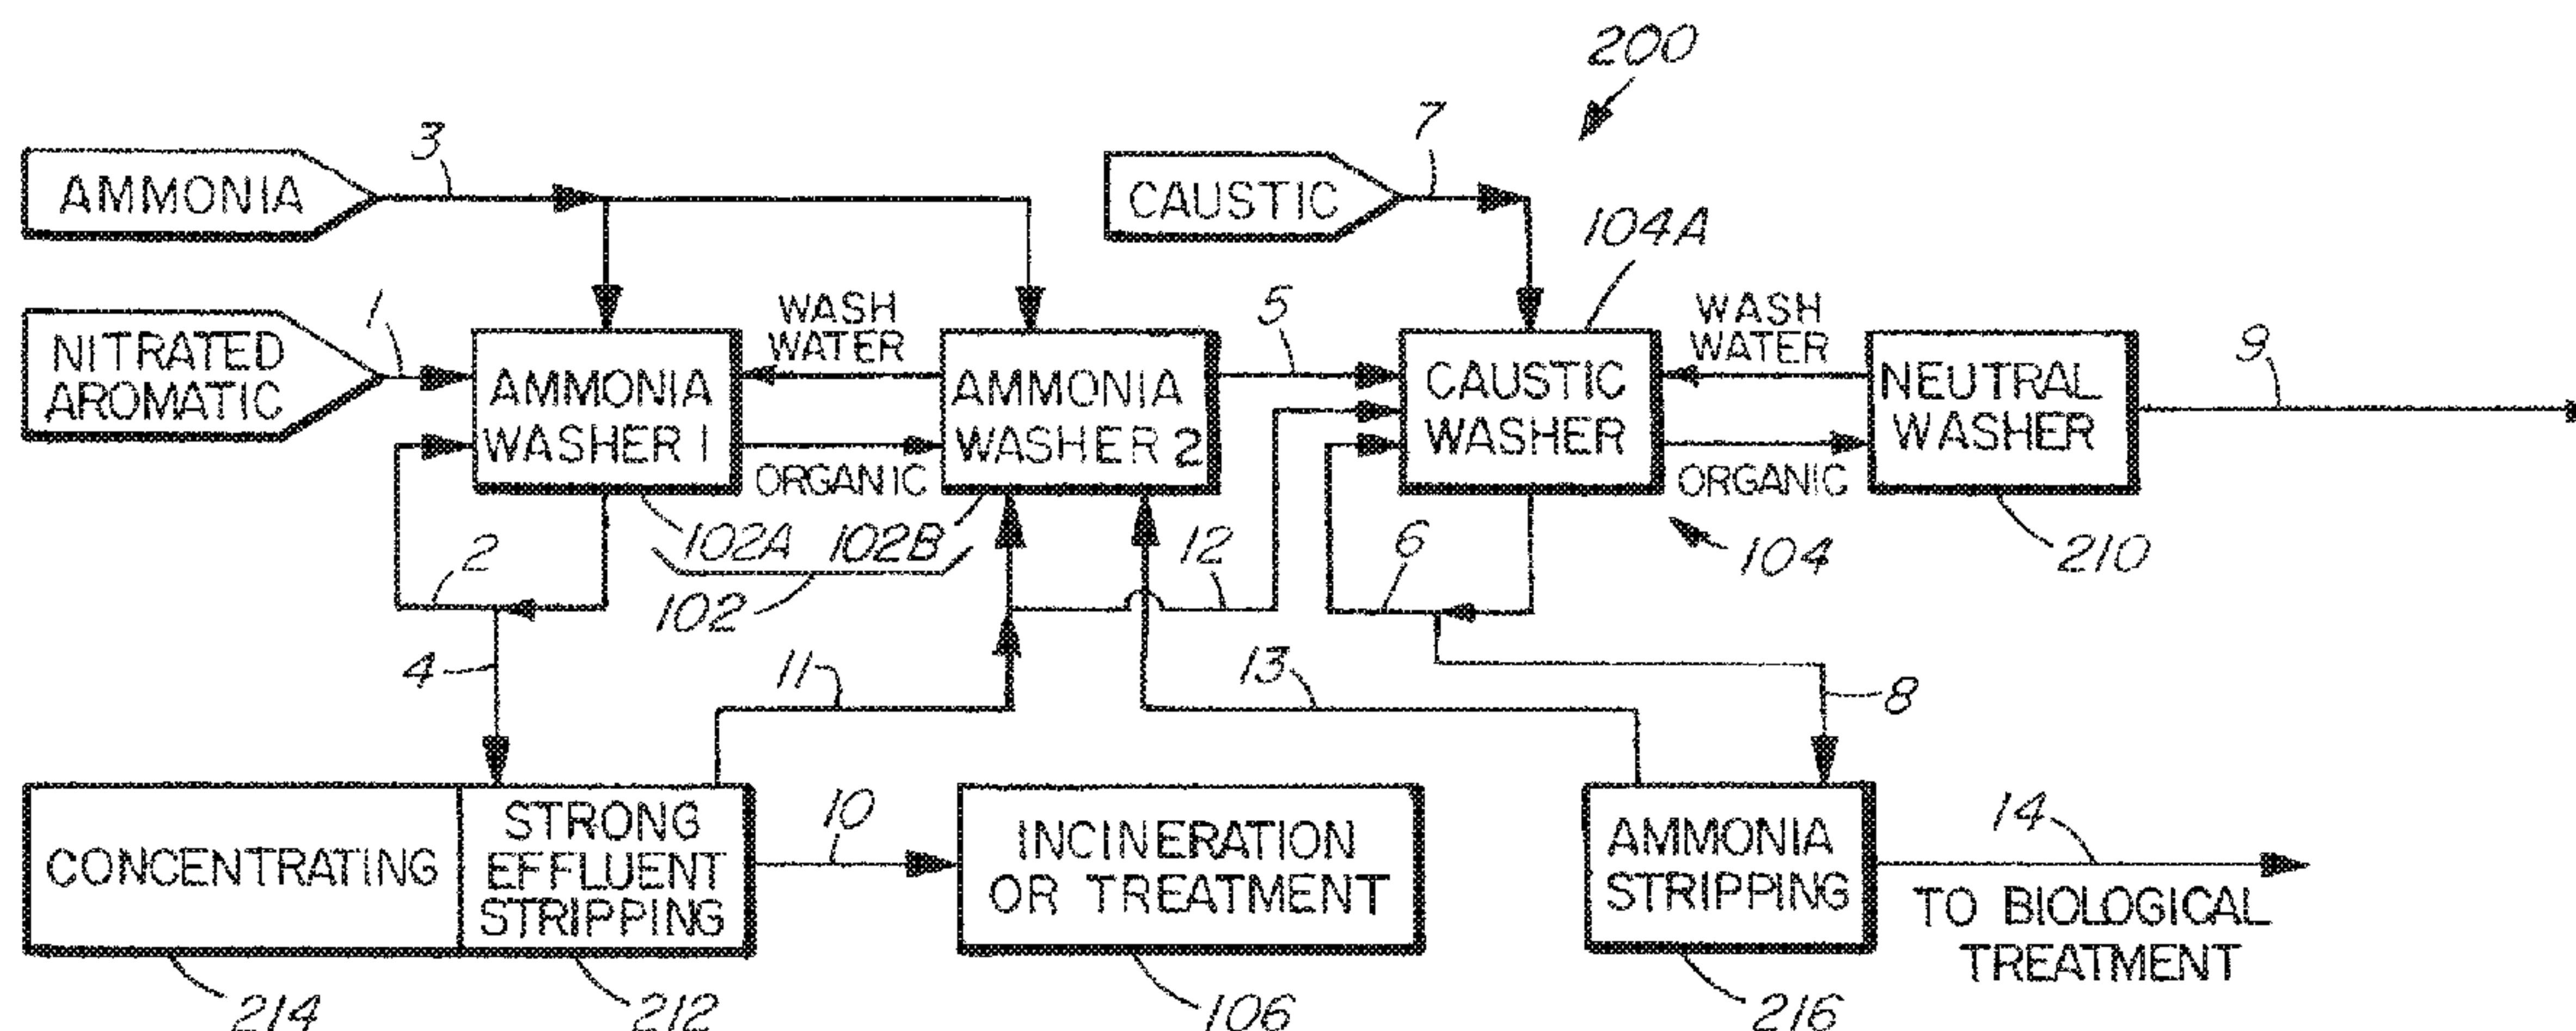 200
3
7
AMMONIA
CAUSTIC
104A
1
WASH
WATER
5
WASH
WATER
9
NITRATED
AROMATIC
AMMONIA
WASHER 1
AMMONIA
WASHER 2
CAUSTIC
WASHER
NEUTRAL
WASHER
ORGANIC
ORGANIC
2
102A
102B
12
6
104
210
102
4
11
13
8
CONCENTRATING
STRONG
EFFLUENT
STRIPPING
10
INCINERATION
OR TREATMENT
AMMONIA
STRIPPING
14
TO BIOLOGICAL
TREATMENT
214
212
106
216